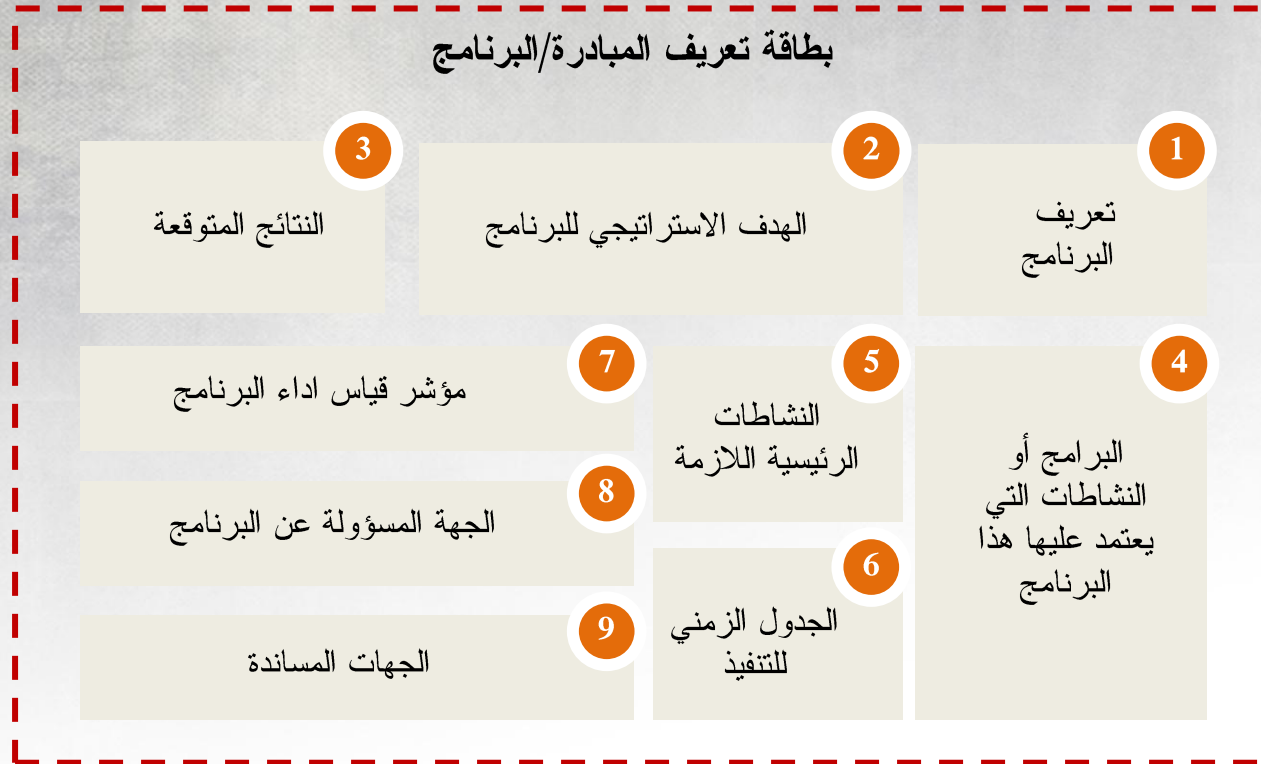 بطاقة تعريف المبادرة/البرنامج
1
تعريف
البرنامج
2
الهدف الاستراتيجي للبرنامج
3
النتائج المتوقعة
4
البرامج أو
النشاطات التي
يعتمد عليها هذا
البرنامج
5
النشاطات
الرئيسية اللازمة
6
الجدول الزمني
للتنفيذ
7
مؤشر قياس اداء البرنامج
8
الجهة المسؤولة عن البرنامج
9
الجهات المساندة